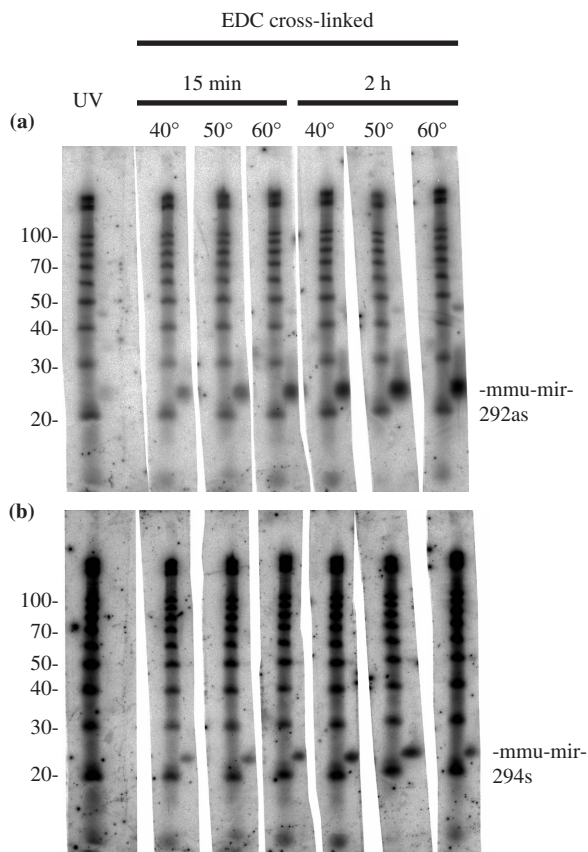 EDC cross-linked
UV
15 min
2 h
(a)
40° 50° 60° 40° 50° 60°
100-
70-
50-
40-
30-
20-
-mmu-mir-
292as
(b)
100-
70-
50-
40-
30-
20-
-mmu-mir-
294s